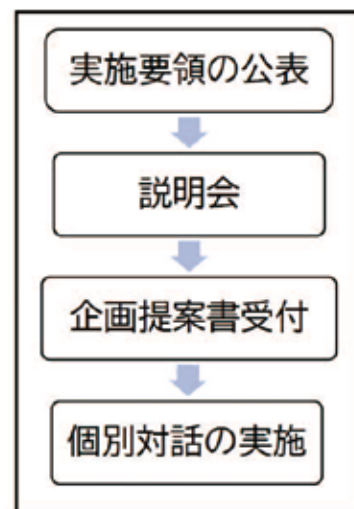 実施要領の公表
説明会
企画提案書受付
個別対話の実施